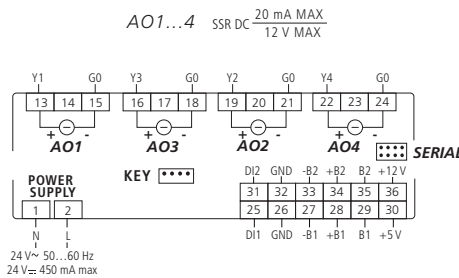 AO1...4 SSR DC 20 mA MAX
12 V MAX
Y1 G0 Y3 G0 Y2 G0 Y4 G0
13 14 15 16 17 18 19 20 21 22 23 24
+ - + - + - + -
AO1 AO3 AO2 AO4
SERIAL
KEY
POWER
SUPPLY
DI2 GND -B2 +B2 B2 +12 V
31 32 33 34 35 36
1 2 25 26 27 28 29 30
N L DI1 GND -B1 +B1 B1 +5 V
24 V~ 50...60 Hz
24 V⎓ 450 mA max